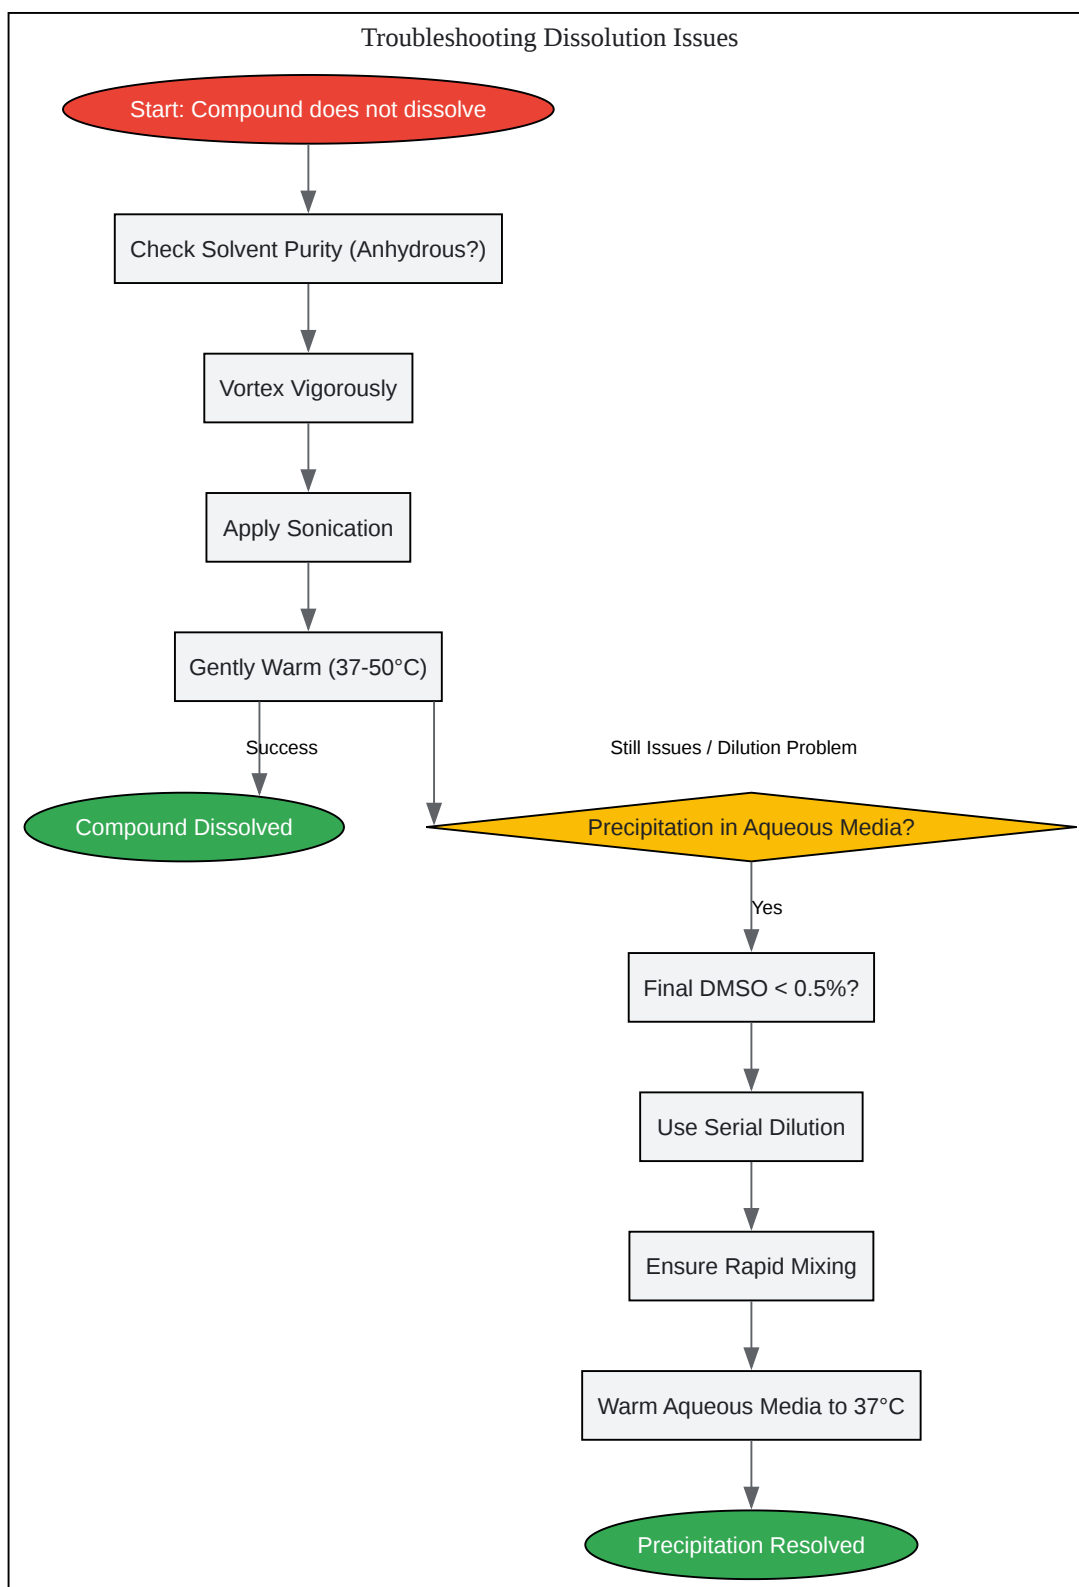 Troubleshooting Dissolution Issues
Start: Compound does not dissolve
Check Solvent Purity (Anhydrous?)
Vortex Vigorously
Apply Sonication
Gently Warm (37-50°C)
Success
Still Issues / Dilution Problem
Compound Dissolved
Precipitation in Aqueous Media?
Yes
Final DMSO < 0.5%?
Use Serial Dilution
Ensure Rapid Mixing
Warm Aqueous Media to 37°C
Precipitation Resolved